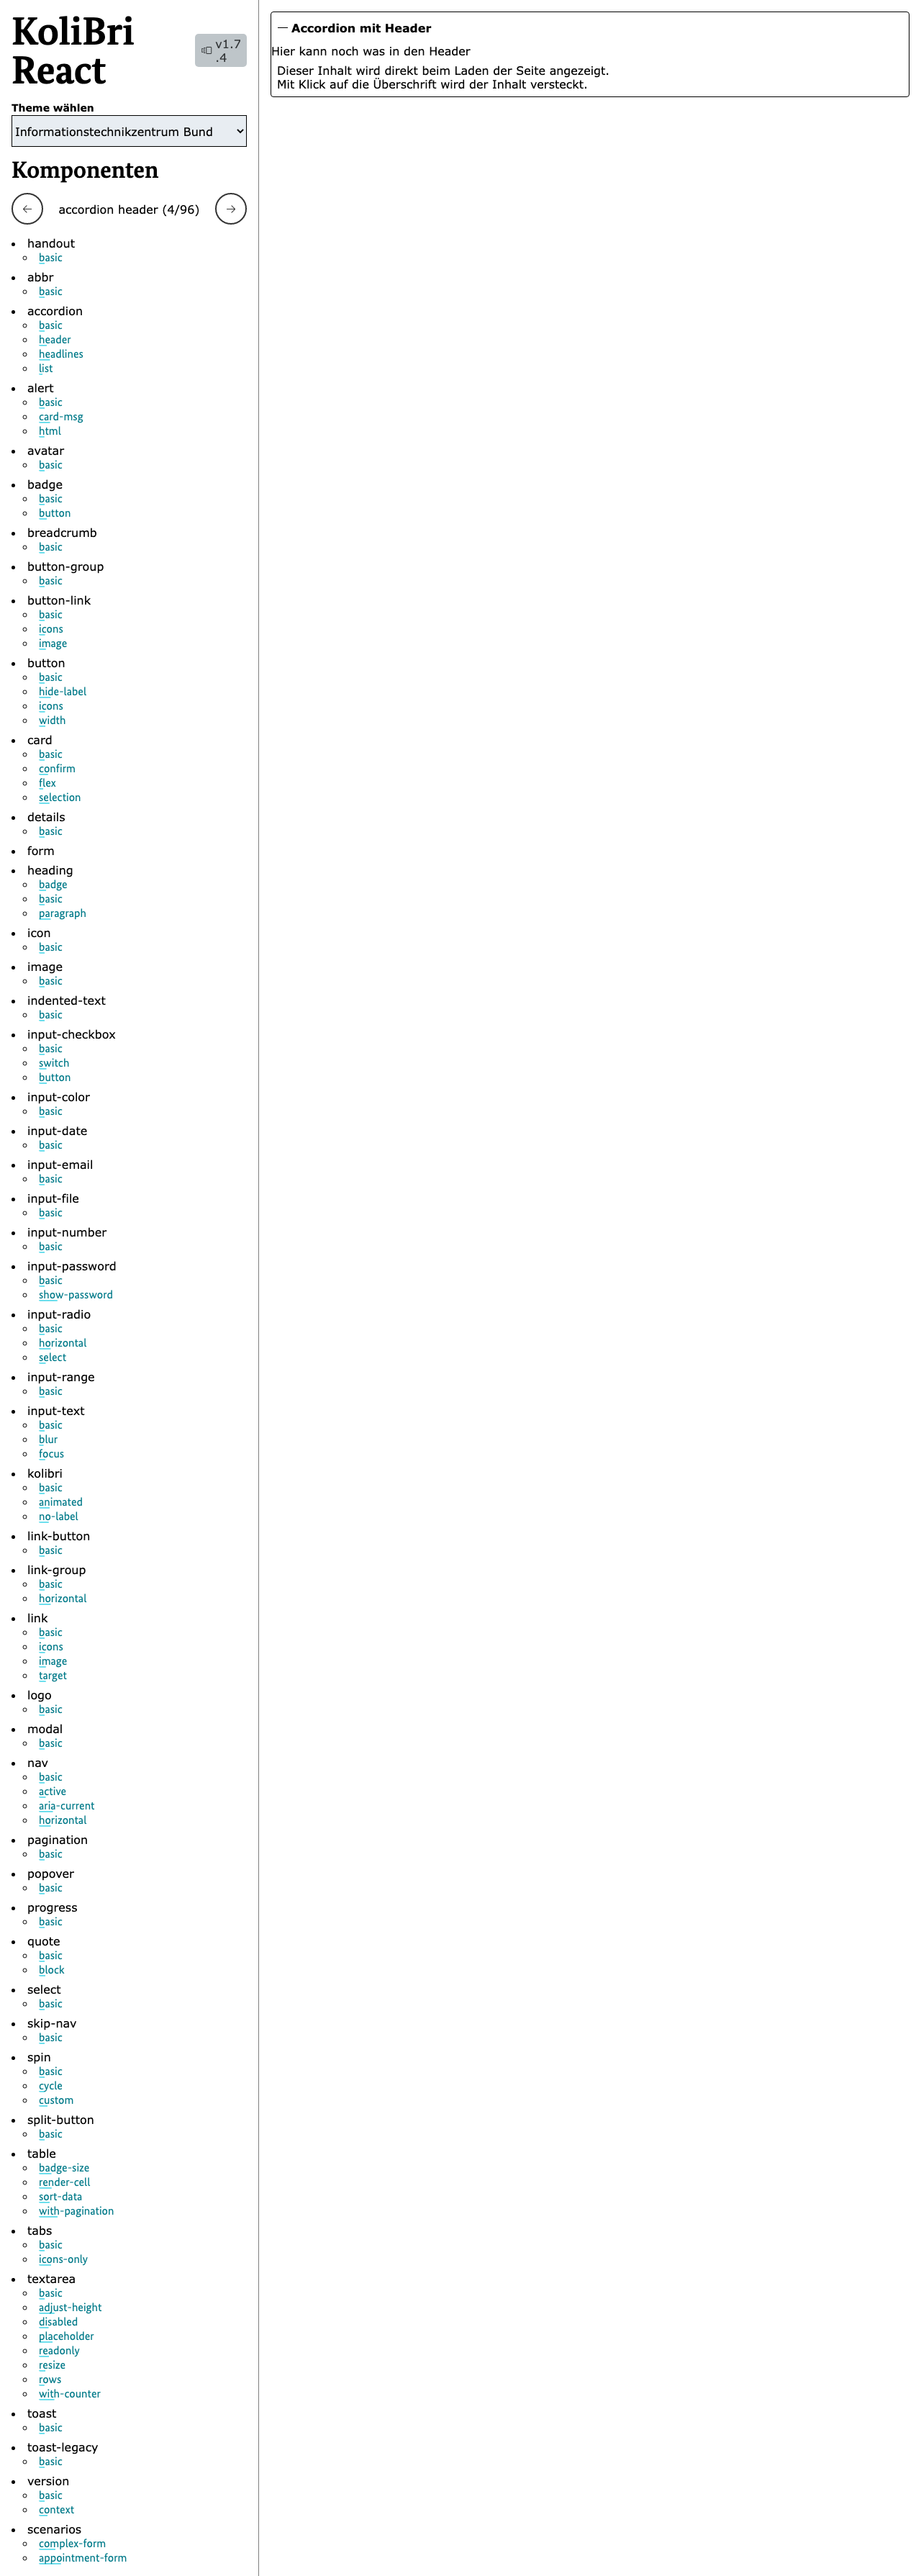 KoliBri
React
v1.7
.4
Theme wählen
Informationstechnikzentrum Bund
Komponenten
accordion header (4/96)
handout
basic
abbr
basic
accordion
basic
header
headlines
list
alert
basic
card-msg
html
avatar
basic
badge
basic
button
breadcrumb
basic
button-group
basic
button-link
basic
icons
image
button
basic
hide-label
icons
width
card
basic
confirm
flex
selection
details
basic
form
heading
badge
basic
paragraph
icon
basic
image
basic
indented-text
basic
input-checkbox
basic
switch
button
input-color
basic
input-date
basic
input-email
basic
input-file
basic
input-number
basic
input-password
basic
show-password
input-radio
basic
horizontal
select
input-range
basic
input-text
basic
blur
focus
kolibri
basic
animated
no-label
link-button
basic
link-group
basic
horizontal
link
basic
icons
image
target
logo
basic
modal
basic
nav
basic
active
aria-current
horizontal
pagination
basic
popover
basic
progress
basic
quote
basic
block
select
basic
skip-nav
basic
spin
basic
cycle
custom
split-button
basic
table
badge-size
render-cell
sort-data
with-pagination
tabs
basic
icons-only
textarea
basic
adjust-height
disabled
placeholder
readonly
resize
rows
with-counter
toast
basic
toast-legacy
basic
version
basic
context
scenarios
complex-form
appointment-form
Accordion mit Header
Hier kann noch was in den Header
Dieser Inhalt wird direkt beim Laden der Seite angezeigt.
Mit Klick auf die Überschrift wird der Inhalt versteckt.